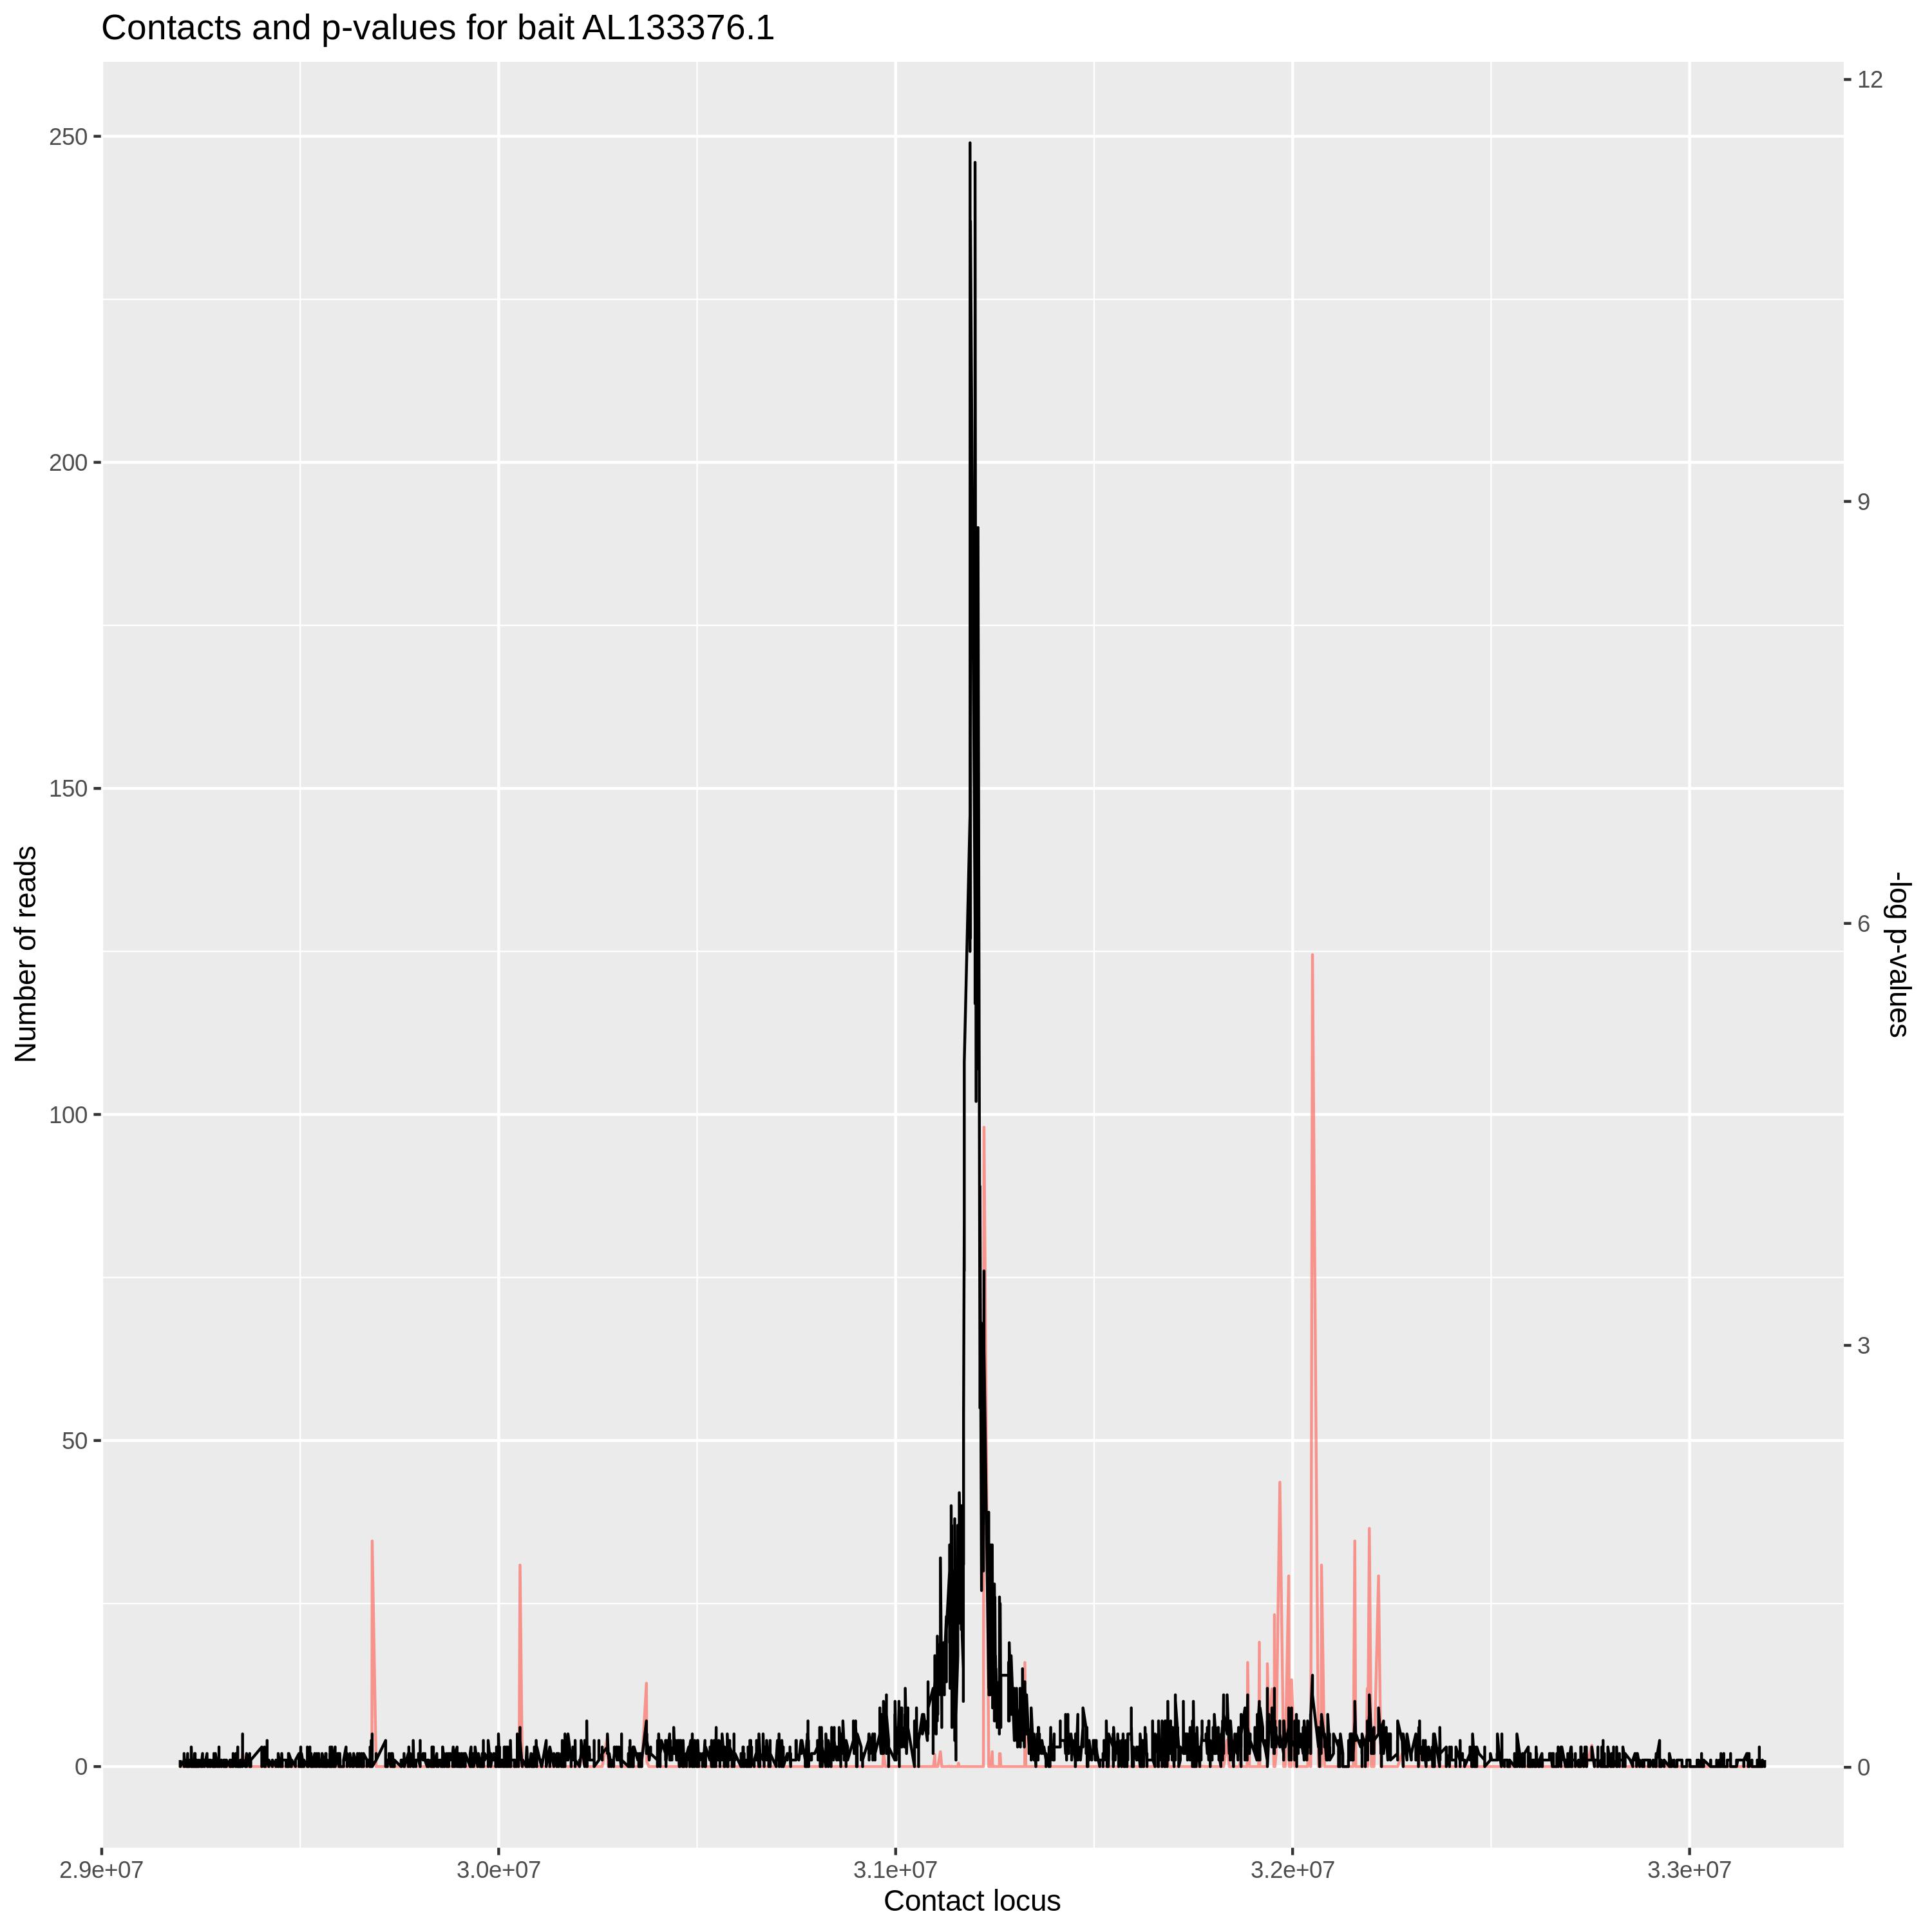 Contacts and p-values for bait AL133376.1
250
200
150
100
50
0
Number of reads
12
9
6
3
0
-log p-values
2.9e+07 3.0e+07 3.1e+07 3.2e+07 3.3e+07
Contact locus